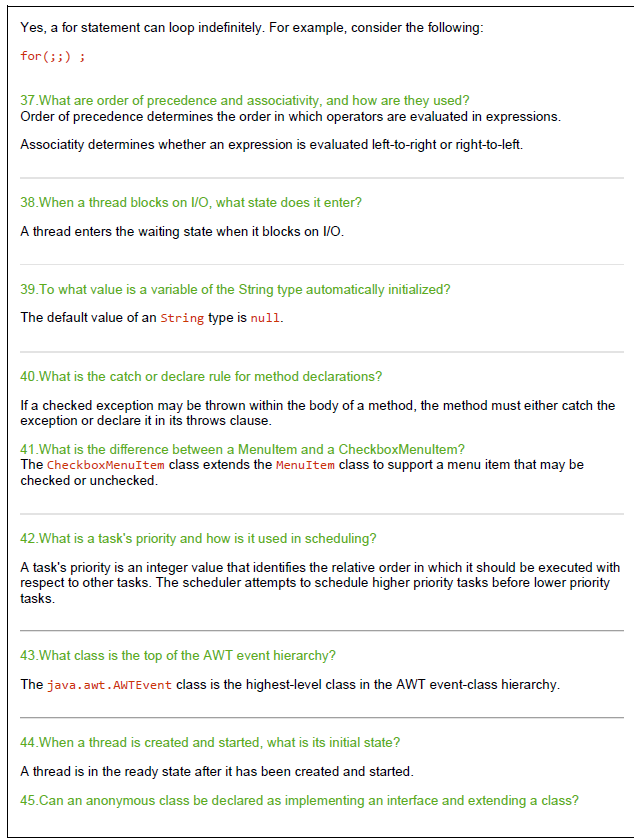 Yes, a for statement can loop indefinitely. For example, consider the following:
for(;;) ;
37.What are order of precedence and associativity, and how are they used?
Order of precedence determines the order in which operators are evaluated in expressions.
Associatity determines whether an expression is evaluated left-to-right or right-to-left.
38.When a thread blocks on I/O, what state does it enter?
A thread enters the waiting state when it blocks on I/O.
39.To what value is a variable of the String type automatically initialized?
The default value of an String type is null.
40.What is the catch or declare rule for method declarations?
If a checked exception may be thrown within the body of a method, the method must either catch the
exception or declare it in its throws clause.
41.What is the difference between a MenuItem and a CheckboxMenuItem?
The CheckboxMenuItem class extends the MenuItem class to support a menu item that may be
checked or unchecked.
42.What is a task's priority and how is it used in scheduling?
A task's priority is an integer value that identifies the relative order in which it should be executed with
respect to other tasks. The scheduler attempts to schedule higher priority tasks before lower priority
tasks.
43.What class is the top of the AWT event hierarchy?
The java.awt.AWTEvent class is the highest-level class in the AWT event-class hierarchy.
44.When a thread is created and started, what is its initial state?
A thread is in the ready state after it has been created and started.
45.Can an anonymous class be declared as implementing an interface and extending a class?